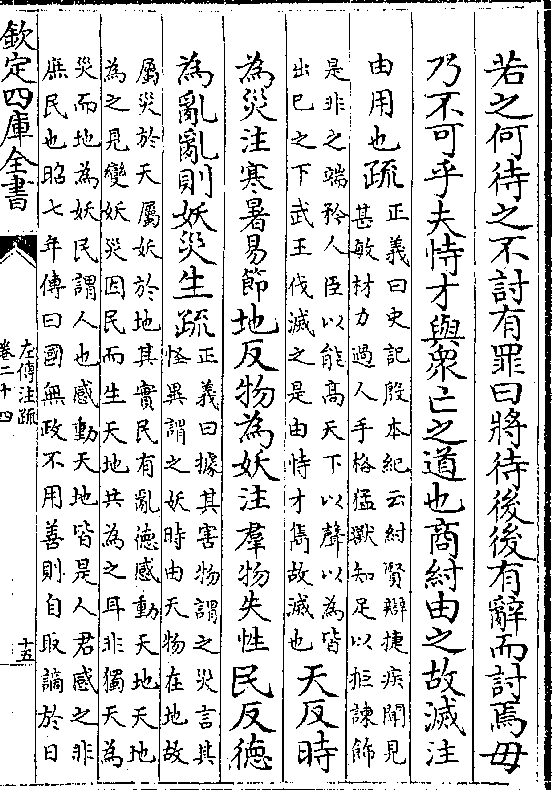 若之何待之不討有罪曰將待後後有辭而討焉毋
乃不可乎夫恃才與衆亡之道也商紂由之故滅注
由用也疏正義曰史記殷本紀云紂賢辯捷疾聞見
甚敏材力過人手格猛獸知足以拒諫飾
是非之端矜人臣以能高天下以聲以為皆
出已之下武王伐滅之是由恃才雋故滅也
天反時
為災注寒暑易節地反物為妖注羣物失性民反德
為亂亂則妖災生疏正義曰據其害物謂之災言其
怪異謂之妖時由天物在地故
屬災於天屬妖於地其實民有亂德感動天地天地
為之見變妖災因民而生天地共為之耳非獨天為
災而地為妖民謂人也感動天地皆是人君感之非
庶民也昭七年傳曰國無政不用善則自取謫於日
欽定四庫全書
左傳注疏
卷二十四
十五